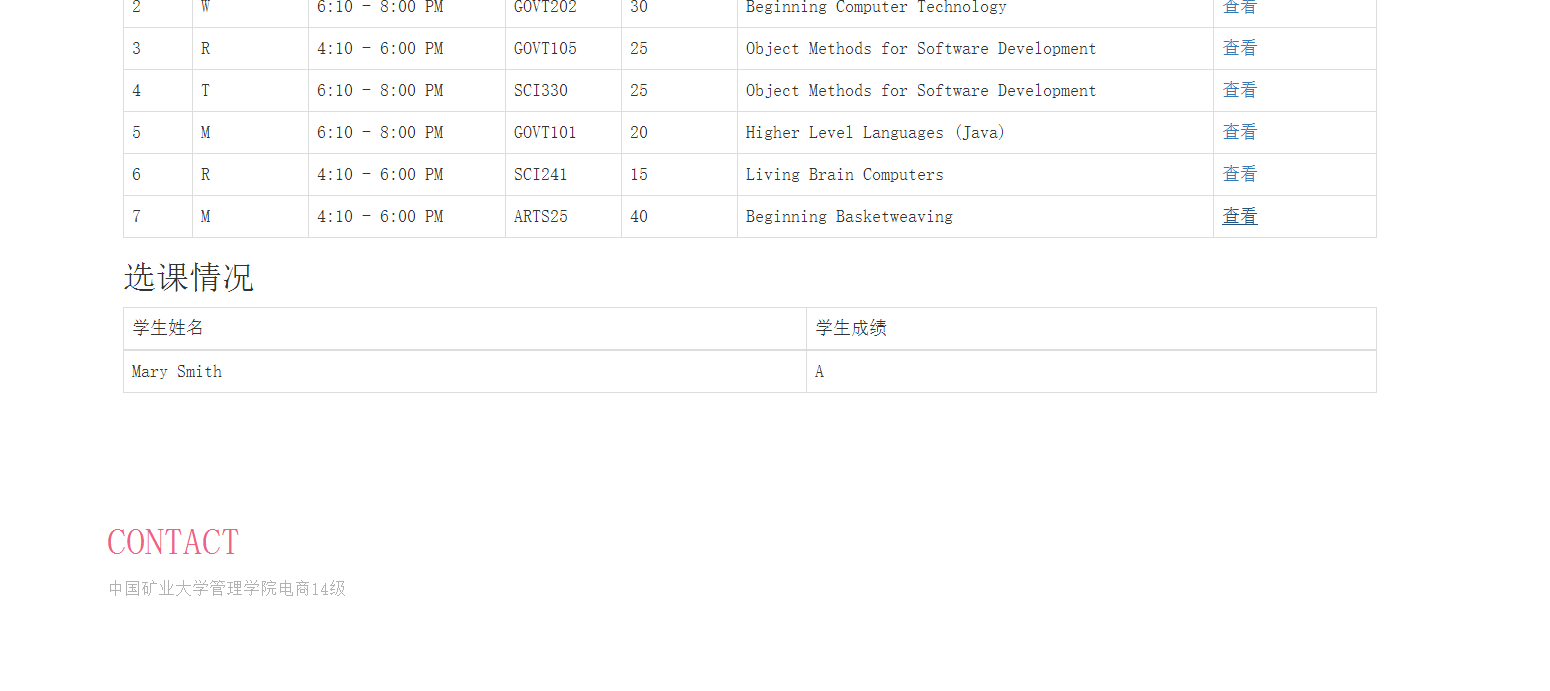 2 W 6:10 - 8:00 PM GOVT202 30 Beginning Computer Technology 查看
3 R 4:10 - 6:00 PM GOVT105 25 Object Methods for Software Development 查看
4 T 6:10 - 8:00 PM SCI330 25 Object Methods for Software Development 查看
5 M 6:10 - 8:00 PM GOVT101 20 Higher Level Languages (Java) 查看
6 R 4:10 - 6:00 PM SCI241 15 Living Brain Computers 查看
7 M 4:10 - 6:00 PM ARTS25 40 Beginning Basketweaving 查看
选课情况
学生姓名 学生成绩
Mary Smith A
CONTACT
中国矿业大学管理学院电商14级